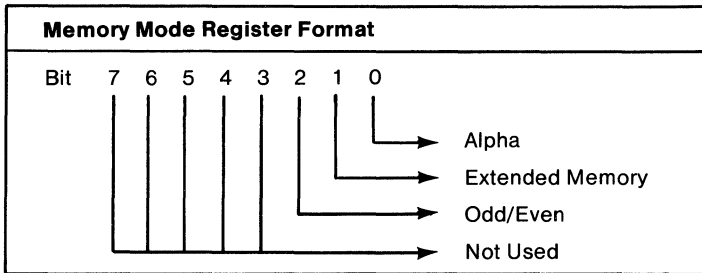 Memory Mode Register Format
Bit 7 6 5 4 3 2 1 0
Alpha
Extended Memory
Odd/Even
Not Used